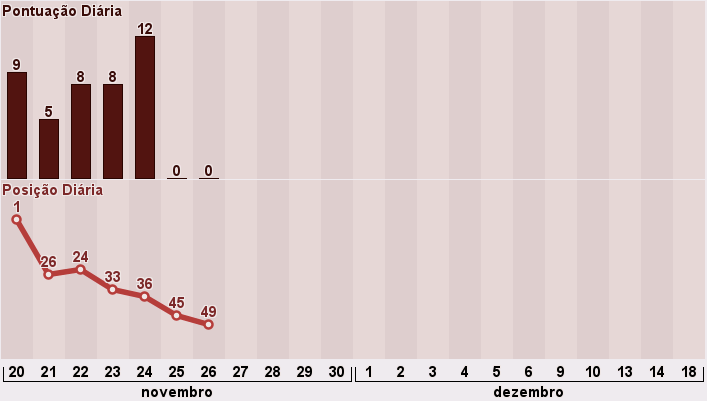 Pontuação Diária
9 5 8 8 12 0 0
Posição Diária
1 26 24 33 36 45 49
20 21 22 23 24 25 26 27 28 29 30 1 2 3 4 5 6 9 10 13 14 18
novembro dezembro